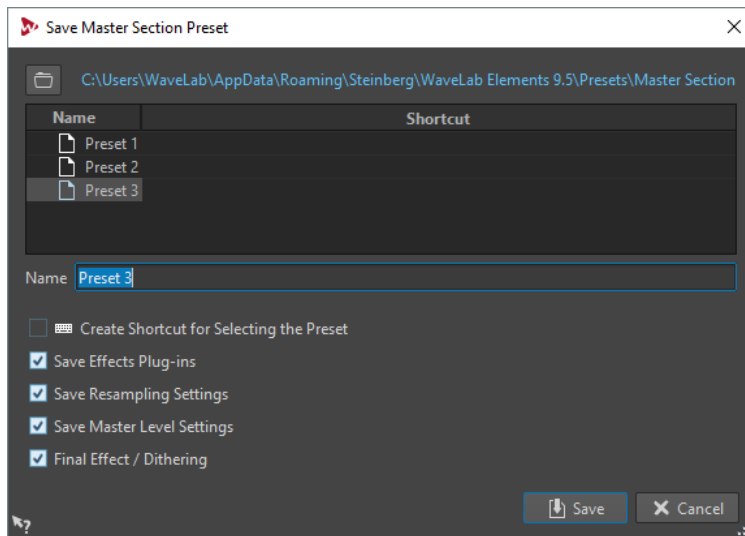 Save Master Section Preset
C:\Users\WaveLab\AppData\Roaming\Steinberg\WaveLab Elements 9.5\Presets\Master Section
Name Shortcut
Preset 1
Preset 2
Preset 3
Name Preset 3
Create Shortcut for Selecting the Preset
Save Effects Plug-ins
Save Resampling Settings
Save Master Level Settings
Final Effect / Dithering
Save Cancel
?